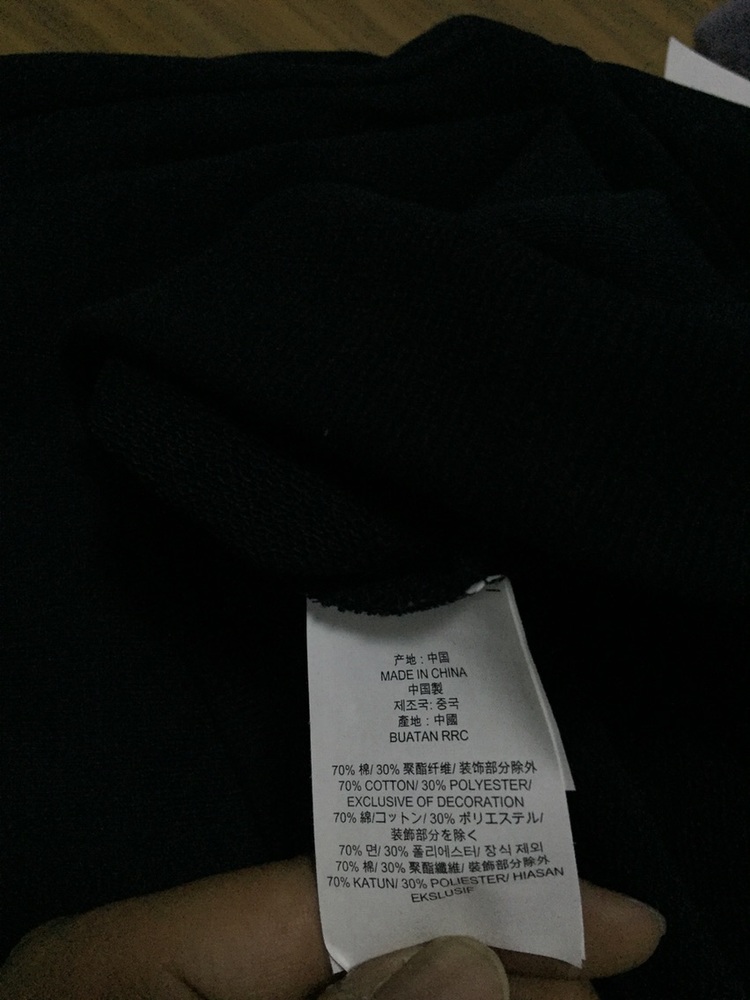 产地：中国
MADE IN CHINA
中国製
제조국: 중국
產地：中國
BUATAN RRC
70% 棉/ 30% 聚酯纤维/ 装饰部分除外
70% COTTON/ 30% POLYESTER/
EXCLUSIVE OF DECORATION
70% 綿/コットン/ 30% ポリエステル/
装飾部分を除く
70% 면/ 30% 폴리에스터/ 장식 제외
70% 棉/ 30% 聚酯纖維/ 裝飾部分除外
70% KATUN/ 30% POLIESTER/ HIASAN
EKSLUSIF